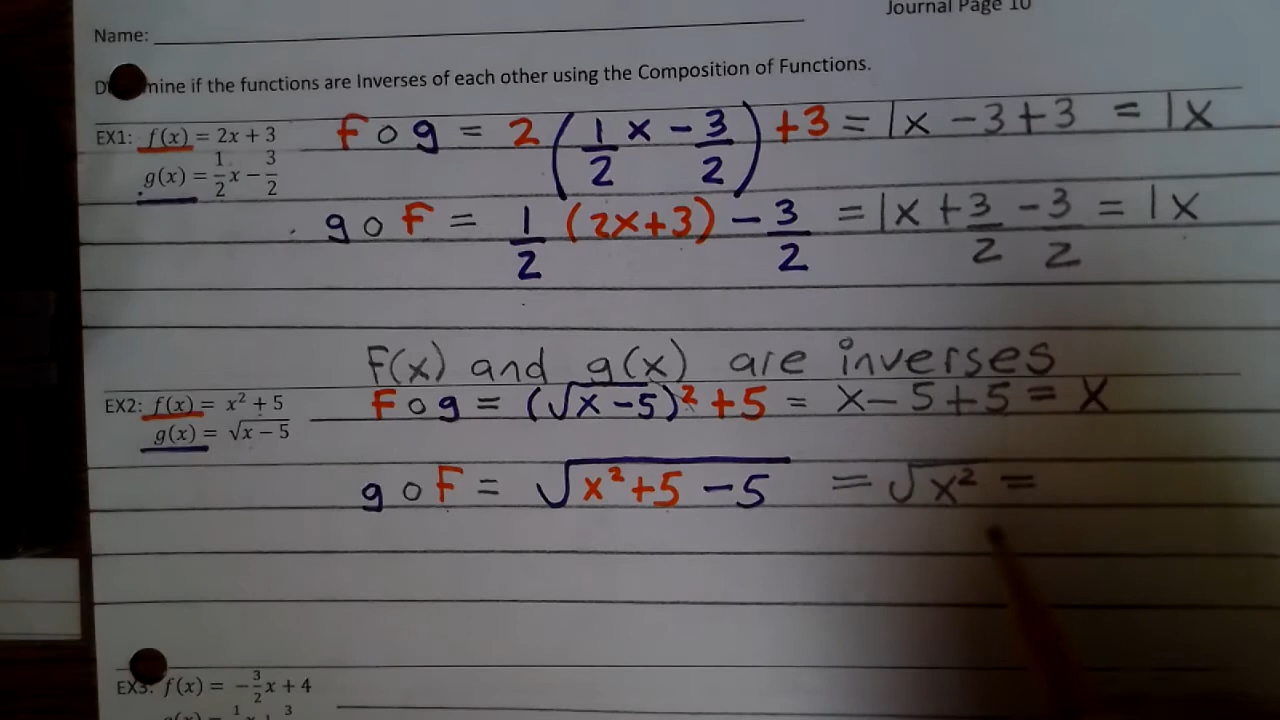 Journal Page 10
Name:
D mine if the functions are Inverses of each other using the Composition of Functions.
EX1: f(x) = 2x + 3
g(x) = 1/2 x − 3/2
F o g = 2 (1/2 x − 3/2) + 3 = 1x − 3 + 3 = 1x
g o F = 1/2 (2x + 3) − 3/2 = 1x + 3/2 − 3/2 = 1x
F(x) and g(x) are inverses
EX2: f(x) = x² + 5
g(x) = √(x − 5)
F o g = (√x − 5)² + 5 = x − 5 + 5 = x
g o F = √(x² + 5 − 5) = √x² =
EX3: f(x) = −3/2 x + 4